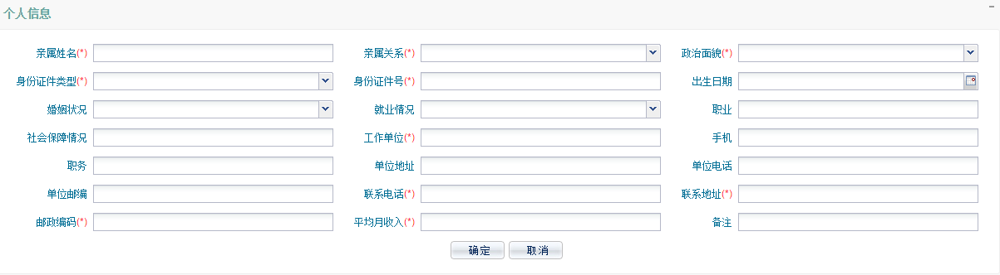 个人信息
亲属姓名(*) 亲属关系(*) 政治面貌(*)
身份证件类型(*) 身份证件号(*) 出生日期
婚姻状况 就业情况 职业
社会保障情况 工作单位(*) 手机
职务 单位地址 单位电话
单位邮编 联系电话(*) 联系地址(*)
邮政编码(*) 平均月收入(*) 备注
确定 取消